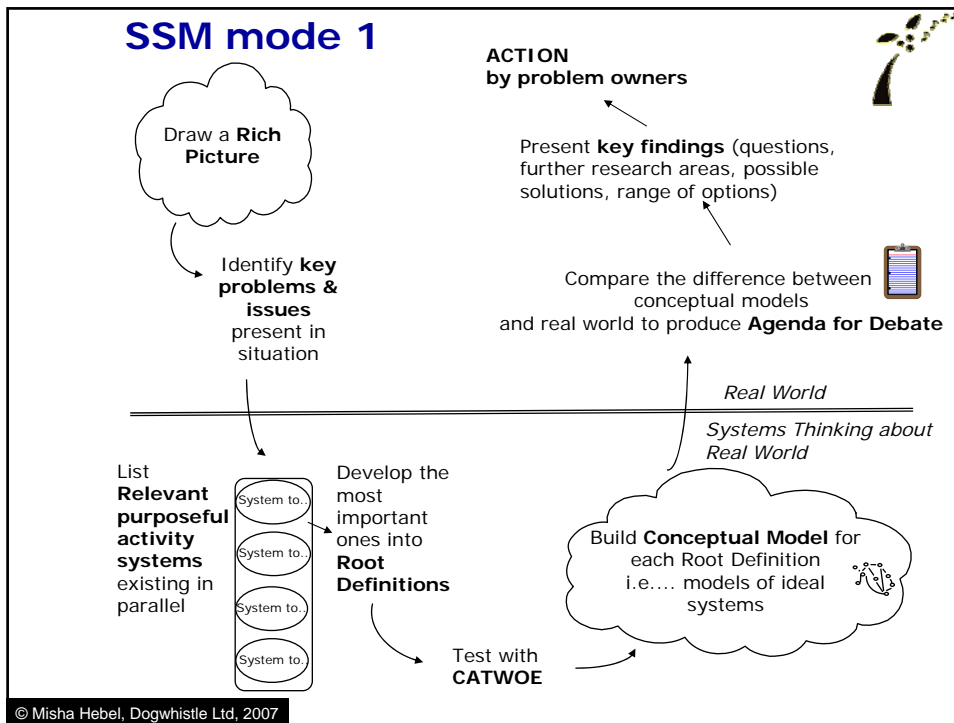 SSM mode 1
Draw a Rich
Picture
Identify key
problems &
issues
present in
situation
List
Relevant
purposeful
activity
systems
existing in
parallel
System to..
System to..
System to..
System to..
Develop the
most
important
ones into
Root
Definitions
Test with
CATWOE
Build Conceptual Model for
each Root Definition
i.e.... models of ideal
systems
Systems Thinking about
Real World
Real World
Compare the difference between
conceptual models
and real world to produce Agenda for Debate
Present key findings (questions,
further research areas, possible
solutions, range of options)
ACTION
by problem owners
© Misha Hebel, Dogwhistle Ltd, 2007